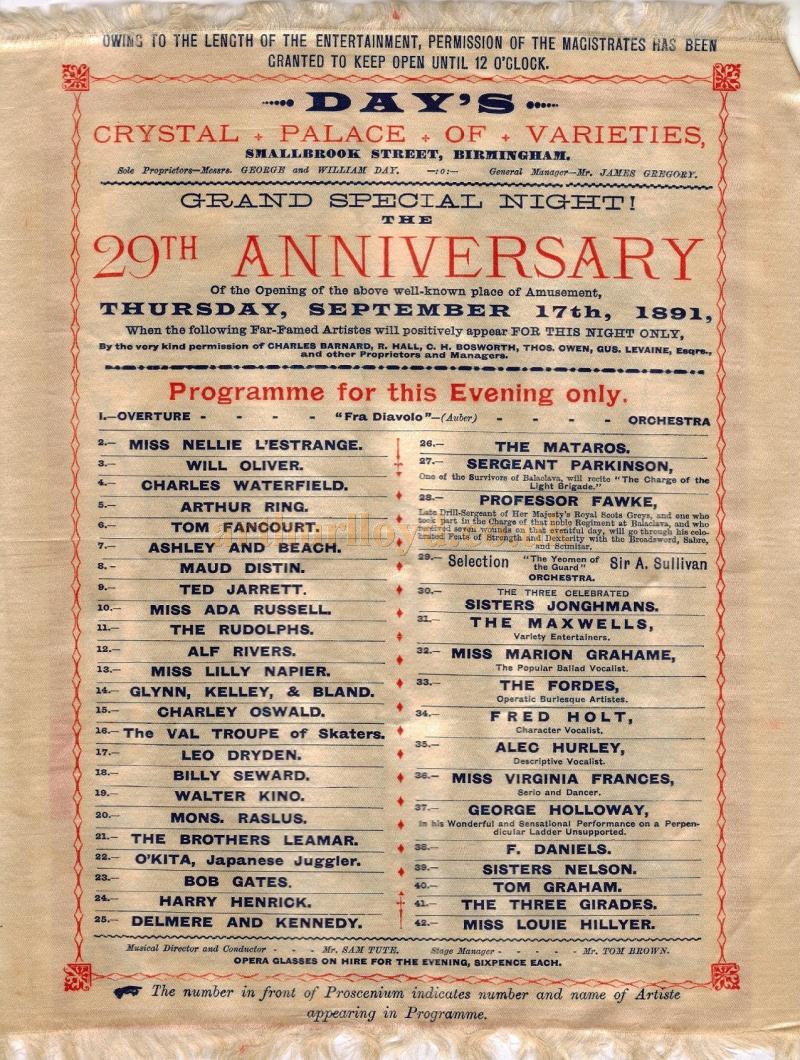 OWING TO THE LENGTH OF THE ENTERTAINMENT, PERMISSION OF THE MAGISTRATES HAS BEEN
GRANTED TO KEEP OPEN UNTIL 12 O'CLOCK.
DAY'S
CRYSTAL + PALACE + OF + VARIETIES,
SMALLBROOK STREET, BIRMINGHAM.
Sole Proprietors—Messrs. GEORGE and WILLIAM DAY. —:o:— General Manager—Mr. JAMES GREGORY.
GRAND SPECIAL NIGHT!
THE
29TH ANNIVERSARY
Of the Opening of the above well-known place of Amusement,
THURSDAY, SEPTEMBER 17th, 1891,
When the following Far-Famed Artistes will positively appear FOR THIS NIGHT ONLY,
By the very kind permission of CHARLES BARNARD, R. HALL, C. H. BOSWORTH, THOS. OWEN, GUS. LEVAINE, Esqrs.,
and other Proprietors and Managers.
Programme for this Evening only.
1.—OVERTURE - - - - "Fra Diavolo"—(Auber) - - - - ORCHESTRA
2.— MISS NELLIE L'ESTRANGE.
3.— WILL OLIVER.
4.— CHARLES WATERFIELD.
5.— ARTHUR RING.
6.— TOM FANCOURT.
7.— ASHLEY AND BEACH.
8.— MAUD DISTIN.
9.— TED JARRETT.
10.— MISS ADA RUSSELL.
11.— THE RUDOLPHS.
12.— ALF RIVERS.
13.— MISS LILLY NAPIER.
14.— GLYNN, KELLEY, & BLAND.
15.— CHARLEY OSWALD.
16.— The VAL TROUPE of Skaters.
17.— LEO DRYDEN.
18.— BILLY SEWARD.
19.— WALTER KINO.
20.— MONS. RASLUS.
21.— THE BROTHERS LEAMAR.
22.— O'KITA, Japanese Juggler.
23.— BOB GATES.
24.— HARRY HENRICK.
25.— DELMERE AND KENNEDY.
26.— THE MATAROS.
27.— SERGEANT PARKINSON,
One of the Survivors of Balaclava, will recite "The Charge of the
Light Brigade."
28.— PROFESSOR FAWKE,
Late Drill-Sergeant of Her Majesty's Royal Scots Greys, and one who
took part in the Charge of that noble Regiment at Balaclava, and who
received seven wounds on that eventful day, will go through his cele-
brated Feats of Strength and Dexterity with the Broadsword, Sabre,
and Scimitar.
29.— Selection "The Yeomen of the Guard" Sir A. Sullivan
ORCHESTRA.
30.— THE THREE CELEBRATED
SISTERS JONGHMANS.
31.— THE MAXWELLS,
Variety Entertainers.
32.— MISS MARION GRAHAME,
The Popular Ballad Vocalist.
33.— THE FORDES,
Operatic Burlesque Artistes.
34.— FRED HOLT,
Character Vocalist.
35.— ALEC HURLEY,
Descriptive Vocalist.
36.— MISS VIRGINIA FRANCES,
Serio and Dancer.
37.— GEORGE HOLLOWAY,
In his Wonderful and Sensational Performance on a Perpen-
dicular Ladder Unsupported.
38.— F. DANIELS.
39.— SISTERS NELSON.
40.— TOM GRAHAM.
41.— THE THREE GIRADES.
42.— MISS LOUIE HILLYER.
Musical Director and Conductor - - - Mr. SAM TUTE. Stage Manager - - - - - Mr. TOM BROWN.
OPERA GLASSES ON HIRE FOR THE EVENING, SIXPENCE EACH.
The number in front of Proscenium indicates number and name of Artiste
appearing in Programme.